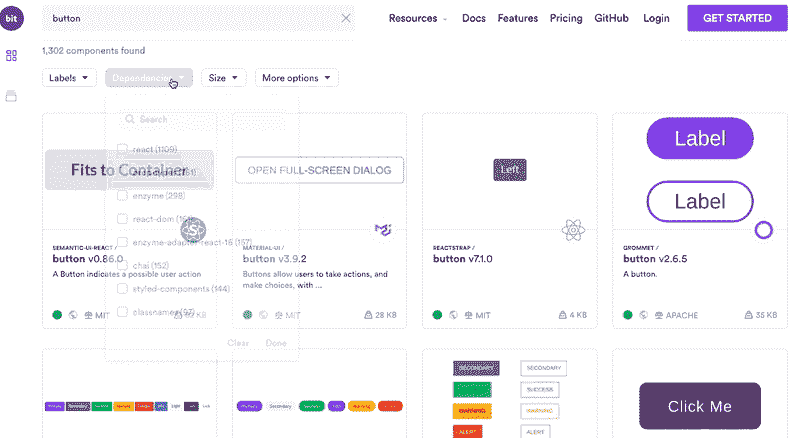 bit
button
Resources
Docs
Features
Pricing
GitHub
Login
GET STARTED
1,302 components found
Labels
Dependencies
Size
More options
Search
react (1109)
enzyme (298)
react-dom
enzyme-adapter-react-16 (157)
chai (152)
styled-components (144)
classnames
Clear
Done
Fits to Container
SEMANTIC-UI-REACT /
button v0.86.0
A Button indicates a possible user action
MIT
KB
OPEN FULL-SCREEN DIALOG
MATERIAL-UI /
button v3.9.2
Buttons allow users to take actions, and
make choices, with ...
MIT
28 KB
Left
REACTSTRAP /
button v7.1.0
MIT
4 KB
Label
Label
GROMMET /
button v2.6.5
A button.
APACHE
35 KB
SECONDARY
SECONDARY
SUCCESS
WARNING
ALERT
ALERT
Click Me